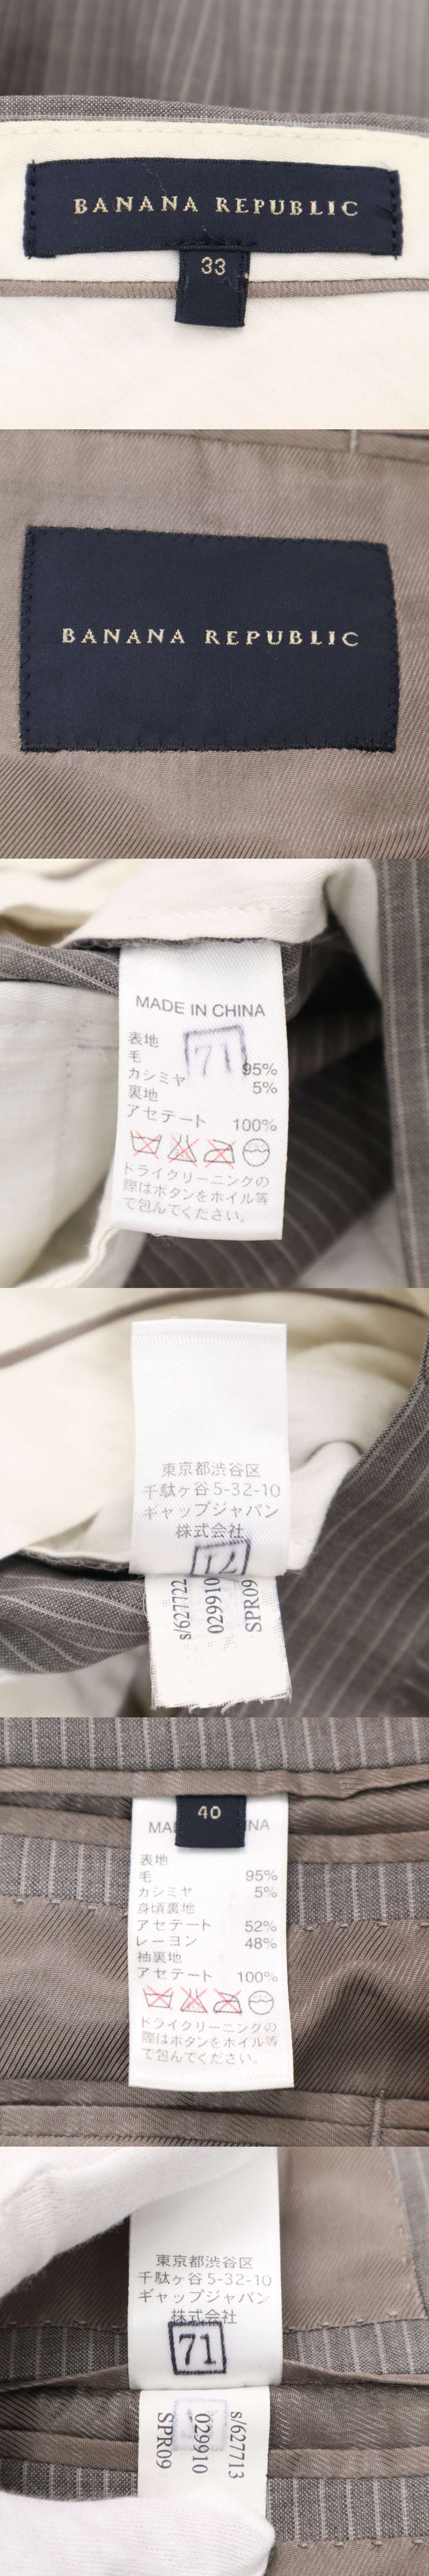 BANANA REPUBLIC
33
BANANA REPUBLIC
MADE IN CHINA
表地
71
毛 95%
カシミヤ 5%
裏地
アセテート 100%
ドライクリーニングの
際はボタンをホイル等
で包んでください。
東京都渋谷区
千駄ヶ谷5-32-10
ギャップジャパン
株式会社
71
s/627722
029910
SPR09
40
MA NA
表地
毛 95%
カシミヤ 5%
身頃裏地
アセテート 52%
レーヨン 48%
袖裏地
アセテート 100%
ドライクリーニングの
際はボタンをホイル等
で包んでください。
東京都渋谷区
千駄ヶ谷5-32-10
ギャップジャパン
株式会社
71
s/627713
029910
SPR09